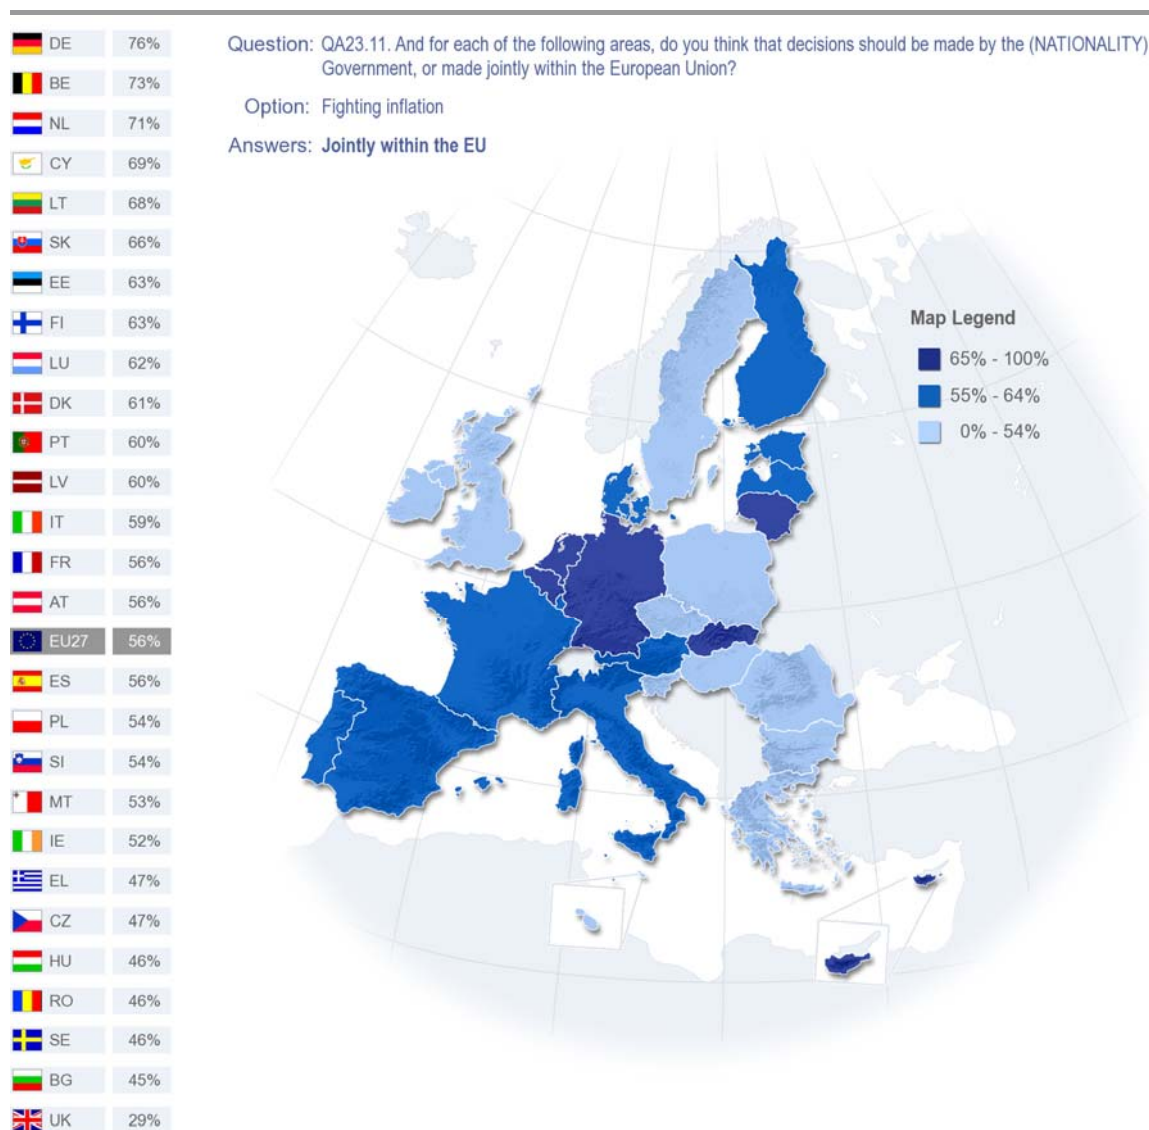 DE 76%
BE 73%
NL 71%
CY 69%
LT 68%
SK 66%
EE 63%
FI 63%
LU 62%
DK 61%
PT 60%
LV 60%
IT 59%
FR 56%
AT 56%
EU27 56%
ES 56%
PL 54%
SI 54%
MT 53%
IE 52%
EL 47%
CZ 47%
HU 46%
RO 46%
SE 46%
BG 45%
UK 29%
Question: QA23.11. And for each of the following areas, do you think that decisions should be made by the (NATIONALITY)
Government, or made jointly within the European Union?
Option: Fighting inflation
Answers: Jointly within the EU
Map Legend
65% - 100%
55% - 64%
0% - 54%